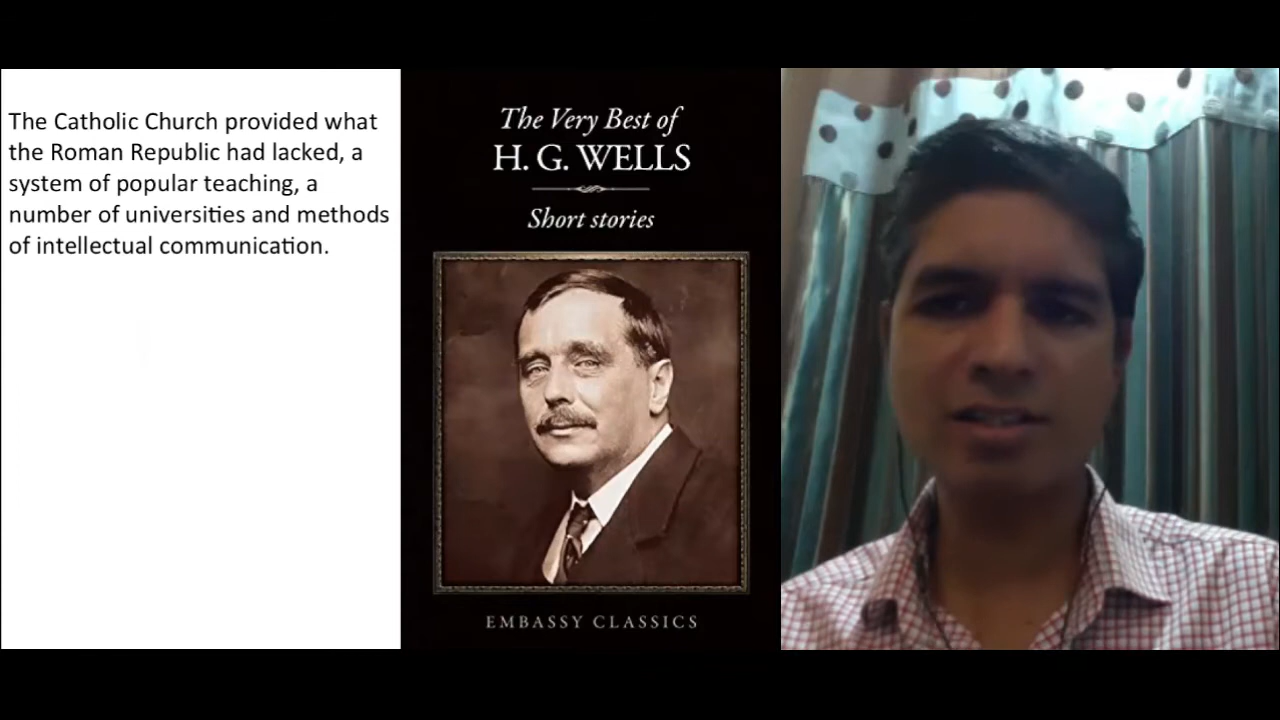 The Catholic Church provided what
the Roman Republic had lacked, a
system of popular teaching, a
number of universities and methods
of intellectual communication.
The Very Best of
H. G. WELLS
Short stories
EMBASSY CLASSICS